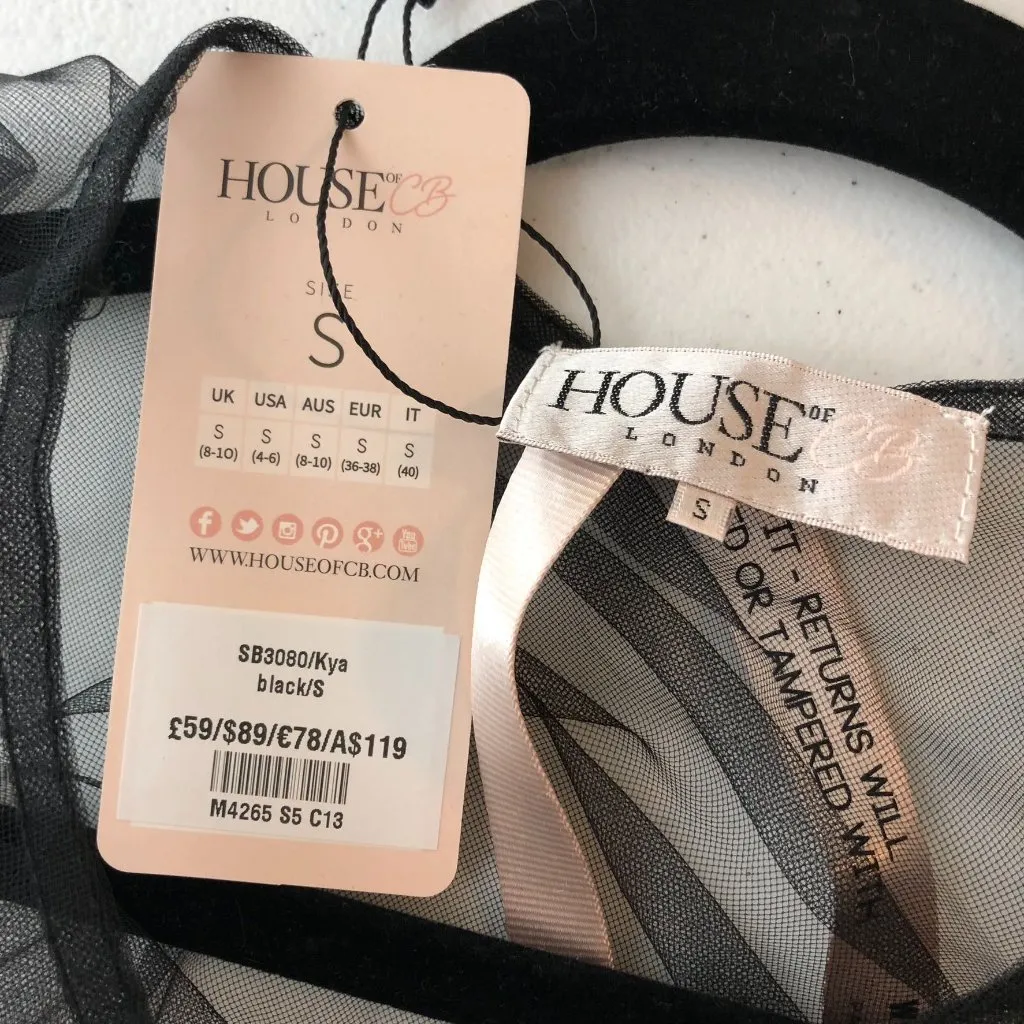 HOUSE OF CB
LONDON
SIZE
S
UK USA AUS EUR IT
S S S S S
(8-10) (4-6) (8-10) (36-38) (40)
You Tube
WWW.HOUSEOFCB.COM
SB3080/Kya
black/S
£59/$89/€78/A$119
M4265 S5 C13
HOUSE OF CB
LONDON
S
IT - RETURNS WILL
OR TAMPERED WITH